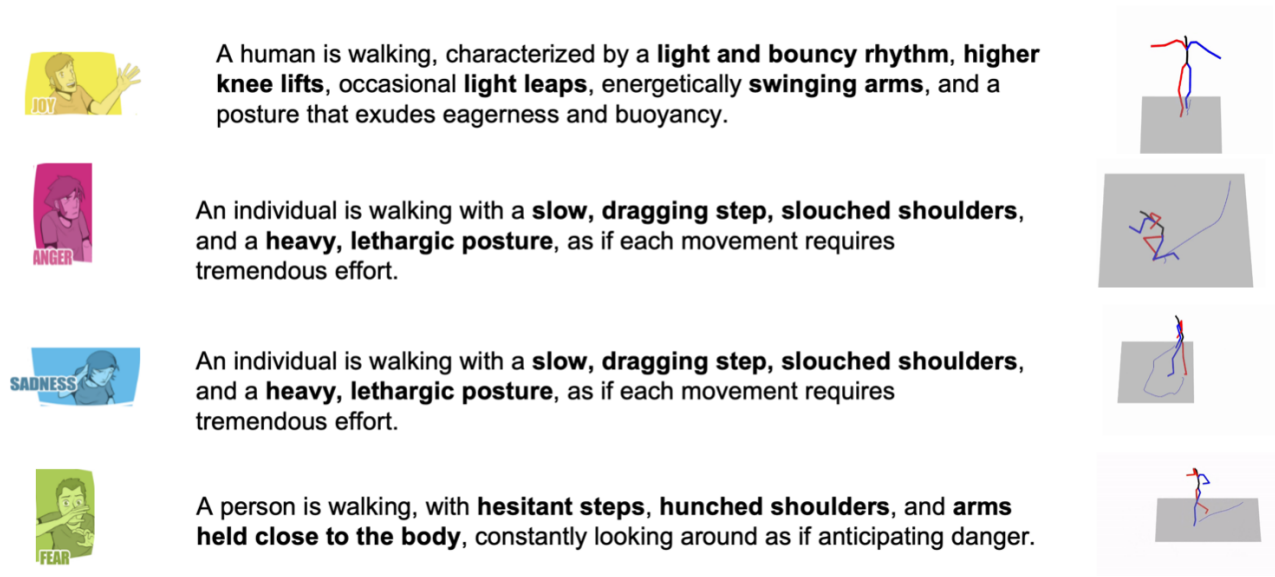 JOY
A human is walking, characterized by a light and bouncy rhythm, higher
knee lifts, occasional light leaps, energetically swinging arms, and a
posture that exudes eagerness and buoyancy.
ANGER
An individual is walking with a slow, dragging step, slouched shoulders,
and a heavy, lethargic posture, as if each movement requires
tremendous effort.
SADNESS
An individual is walking with a slow, dragging step, slouched shoulders,
and a heavy, lethargic posture, as if each movement requires
tremendous effort.
FEAR
A person is walking, with hesitant steps, hunched shoulders, and arms
held close to the body, constantly looking around as if anticipating danger.